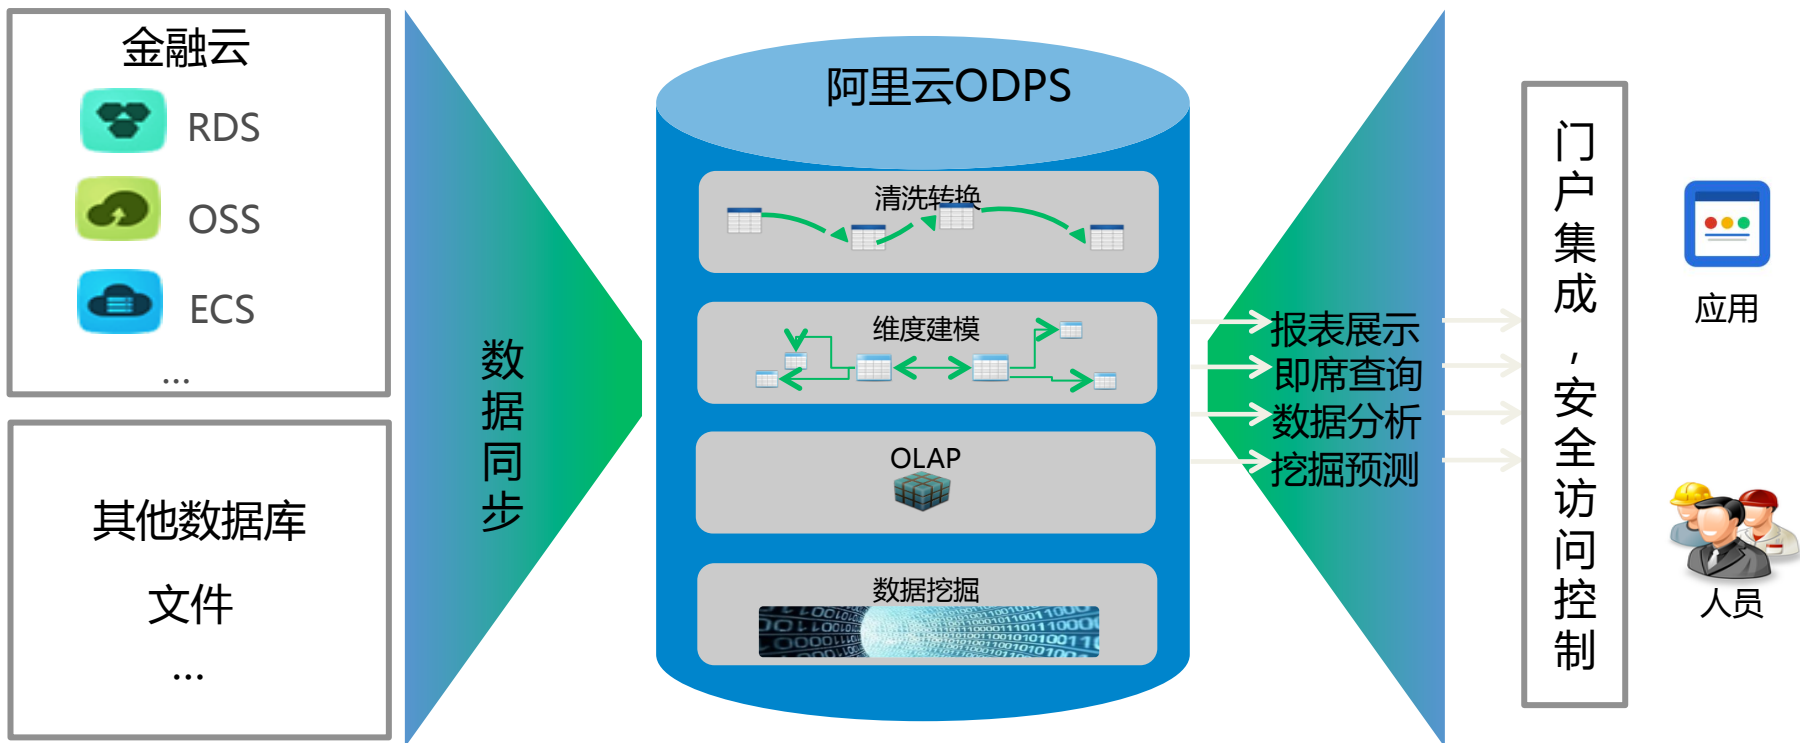 金融云
RDS
OSS
ECS
...
其他数据库
文件
...
数据同步
阿里云ODPS
清洗转换
维度建模
OLAP
数据挖掘
报表展示
即席查询
数据分析
挖掘预测
门户集成,安全访问控制
应用
人员